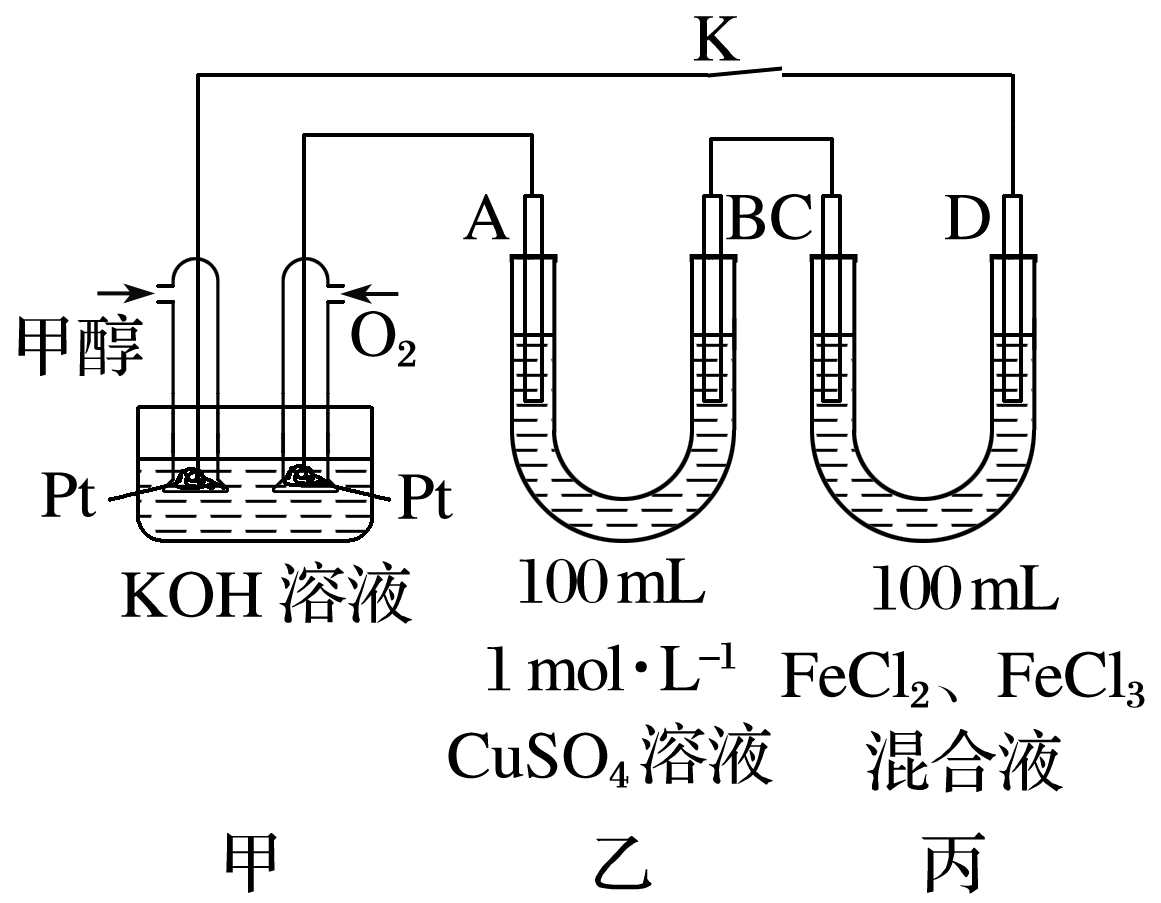 K
A
BC
D
甲醇
O₂
Pt
Pt
KOH 溶液
100 mL
1 mol·L⁻¹
CuSO₄ 溶液
100 mL
FeCl₂、FeCl₃
混合液
甲
乙
丙